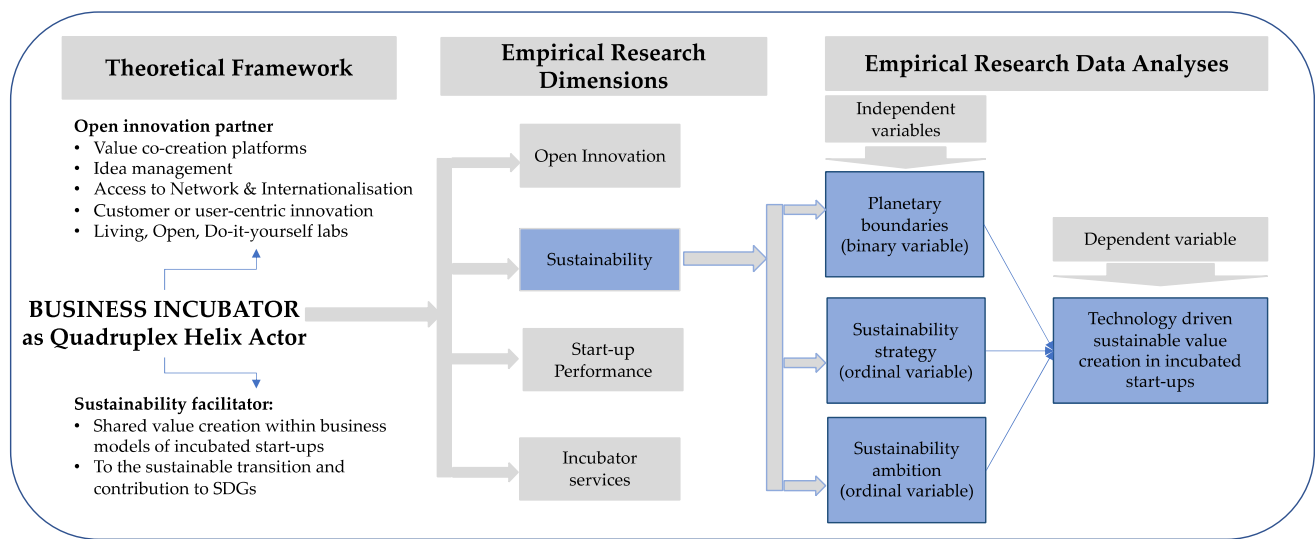 Theoretical Framework
Open innovation partner
• Value co-creation platforms
• Idea management
• Access to Network & Internationalisation
• Customer or user-centric innovation
• Living, Open, Do-it-yourself labs
BUSINESS INCUBATOR
as Quadruplex Helix Actor
Sustainability facilitator:
• Shared value creation within business
models of incubated start-ups
• To the sustainable transition and
contribution to SDGs
Empirical Research
Dimensions
Open Innovation
Sustainability
Start-up
Performance
Incubator
services
Empirical Research Data Analyses
Independent
variables
Planetary
boundaries
(binary variable)
Sustainability
strategy
(ordinal variable)
Sustainability
ambition
(ordinal variable)
Dependent variable
Technology driven
sustainable value
creation in incubated
start-ups